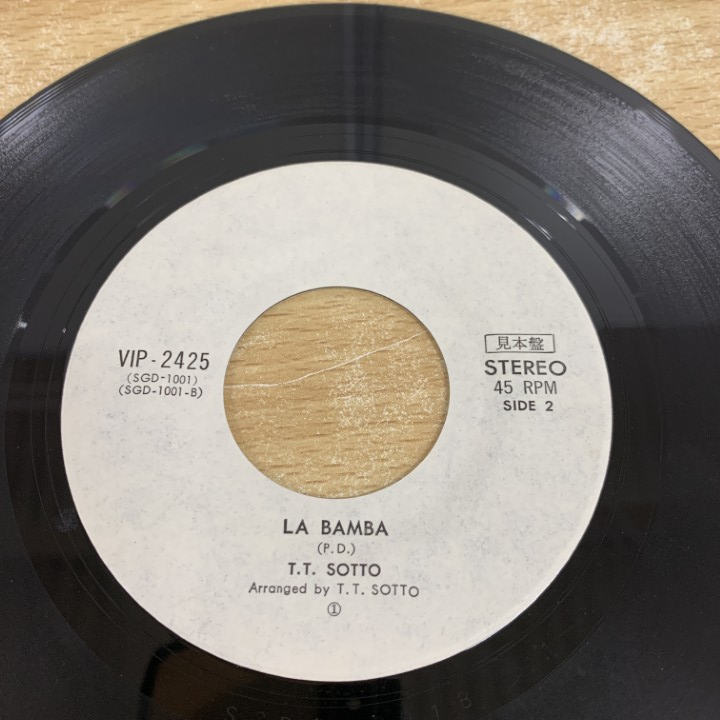 VIP-2425
(SGD-1001)
(SGD-1001-B)
見本盤
STEREO
45 RPM
SIDE 2
LA BAMBA
(P.D.)
T.T. SOTTO
Arranged by T.T. SOTTO
①